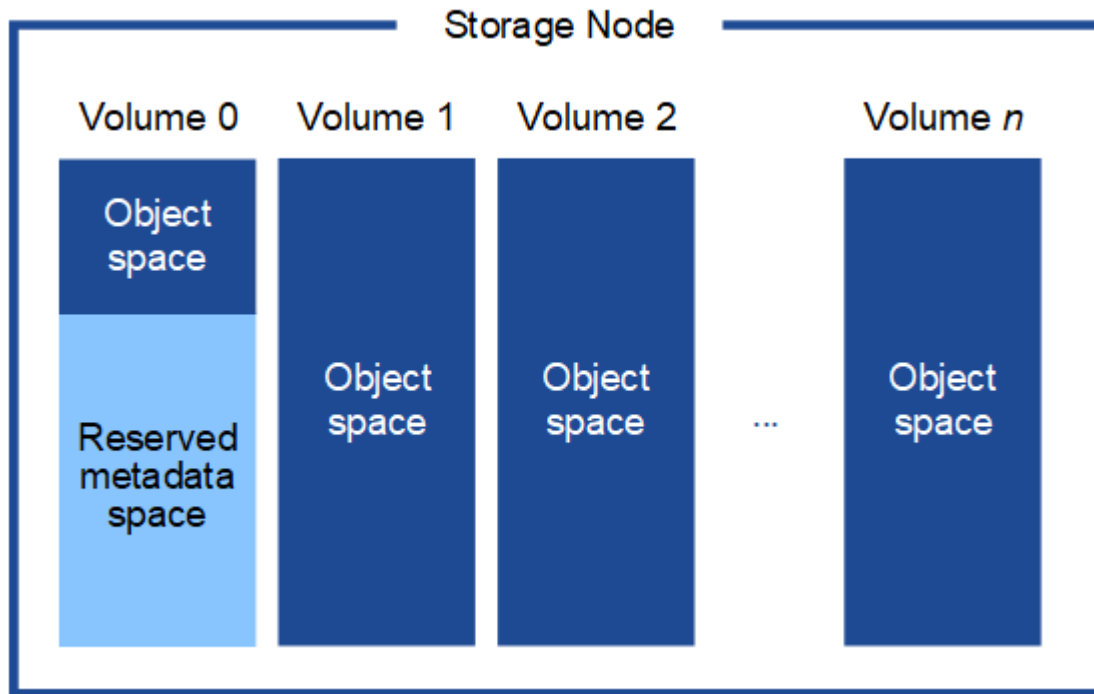 Storage Node
Volume 0
Volume 1
Volume 2
Volume n
Object
space
Reserved
metadata
space
Object
space
Object
space
...
Object
space